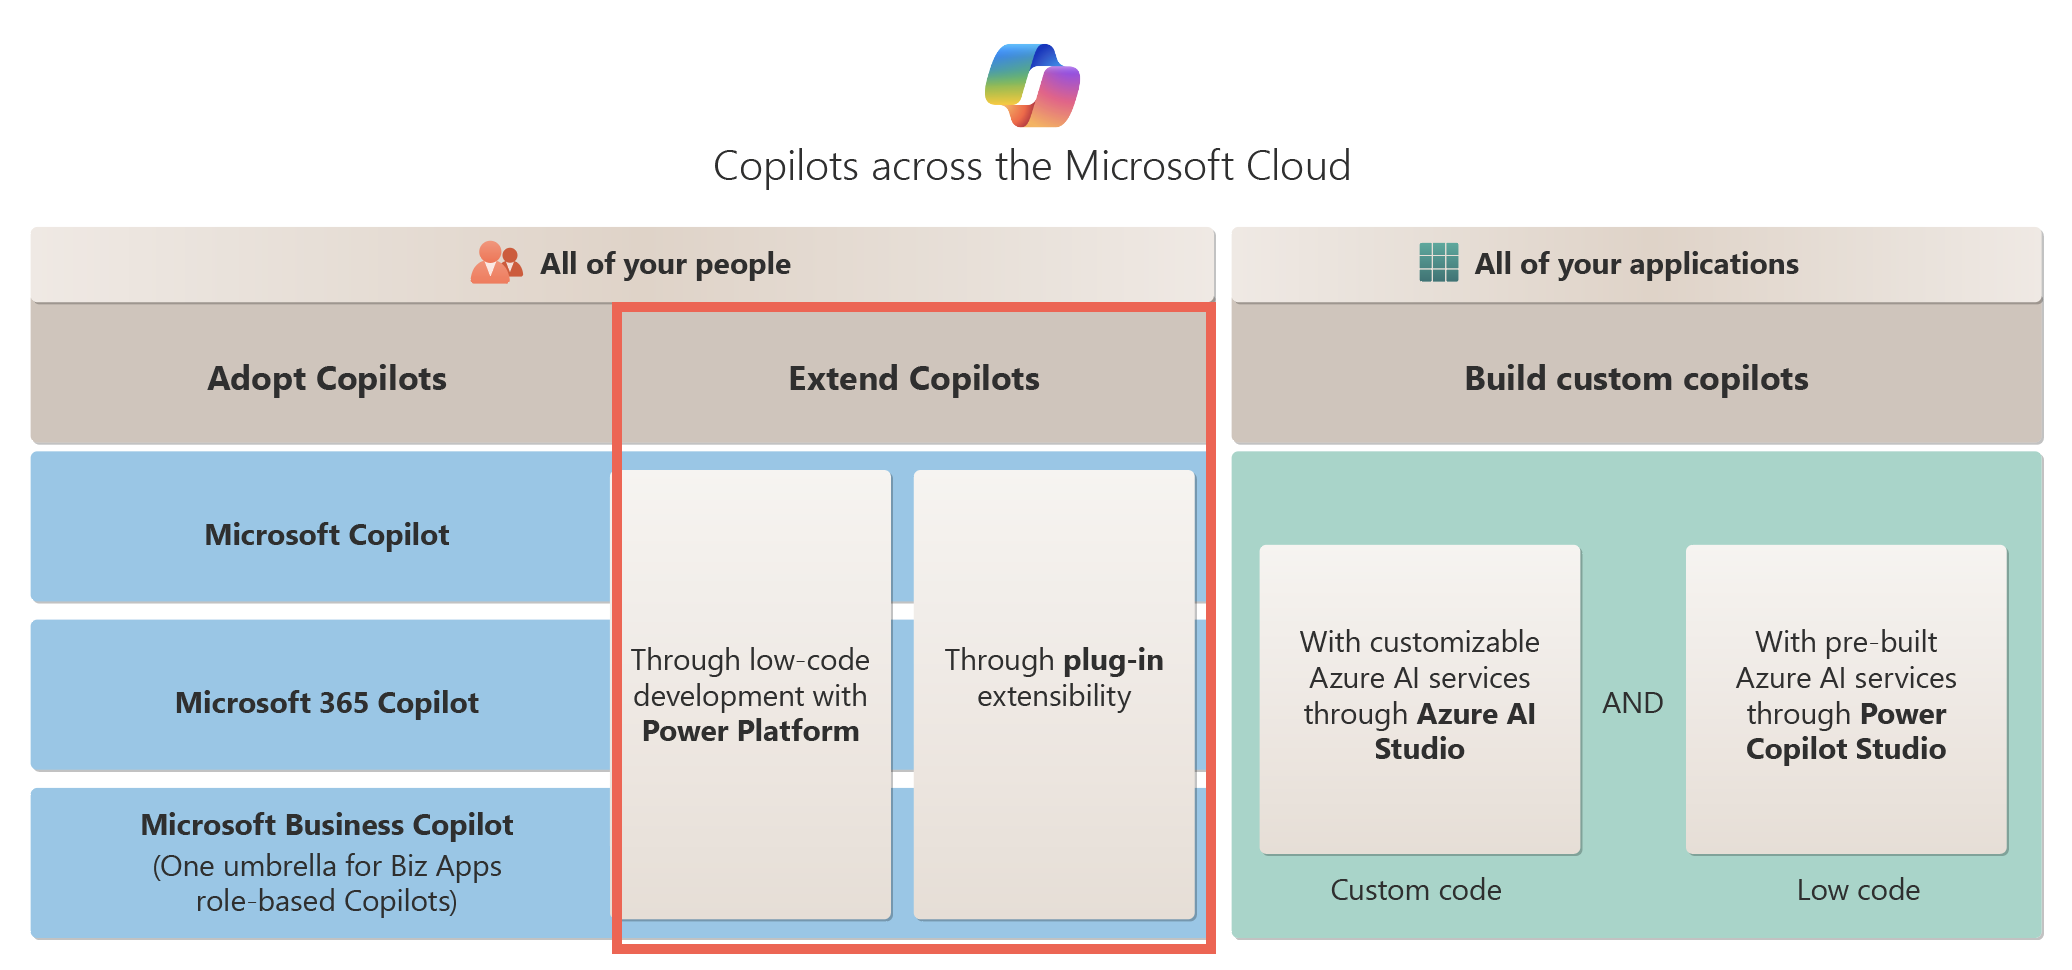 Copilots across the Microsoft Cloud
All of your people
All of your applications
Adopt Copilots
Extend Copilots
Build custom copilots
Microsoft Copilot
Microsoft 365 Copilot
Microsoft Business Copilot
(One umbrella for Biz Apps
role-based Copilots)
Through low-code
development with
Power Platform
Through plug-in
extensibility
With customizable
Azure AI services
through Azure AI
Studio
Custom code
AND
With pre-built
Azure AI services
through Power
Copilot Studio
Low code